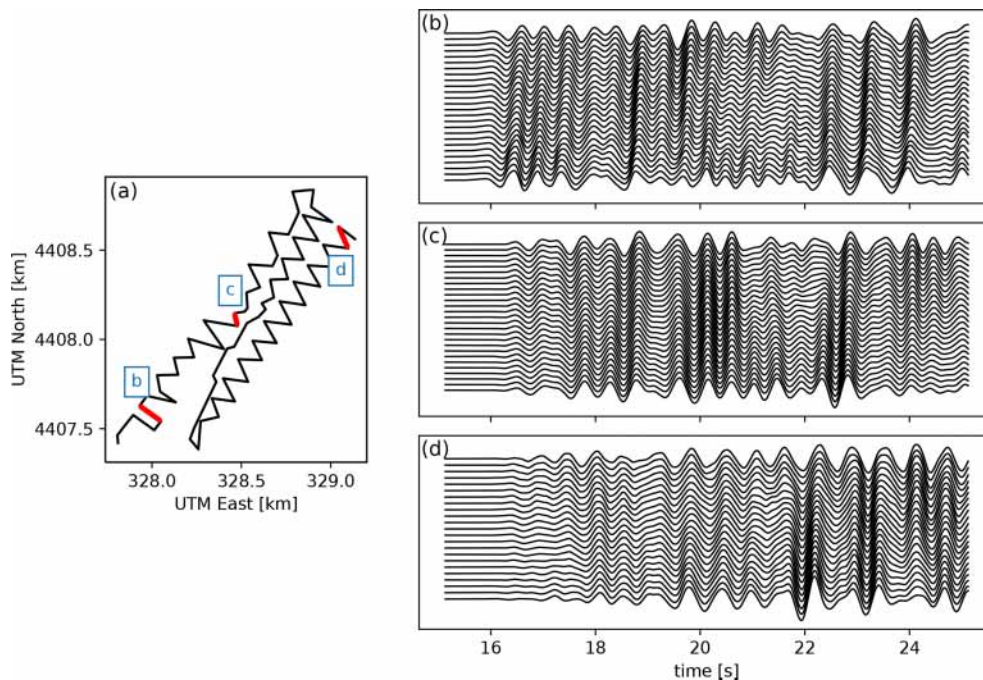 (a)
b
c
d
4408.5
4408.0
4407.5
UTM North [km]
328.0
328.5
329.0
UTM East [km]
(b)
(c)
(d)
16
18
20
22
24
time [s]